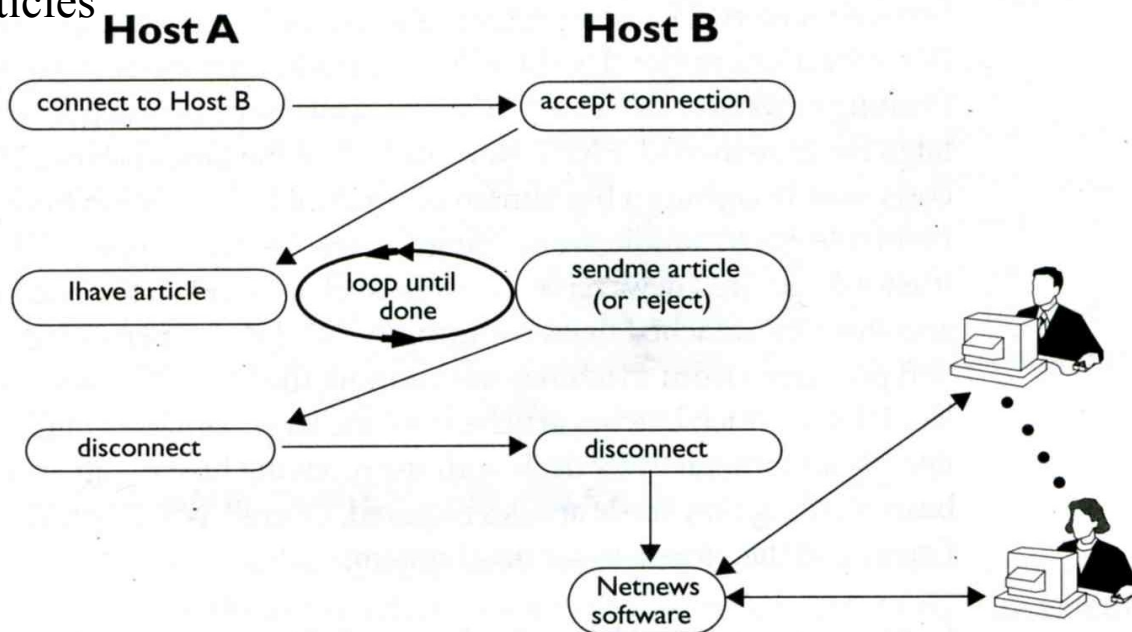 ticles
Host A
Host B
connect to Host B
accept connection
Ihave article
loop until
done
sendme article
(or reject)
disconnect
disconnect
Netnews
software